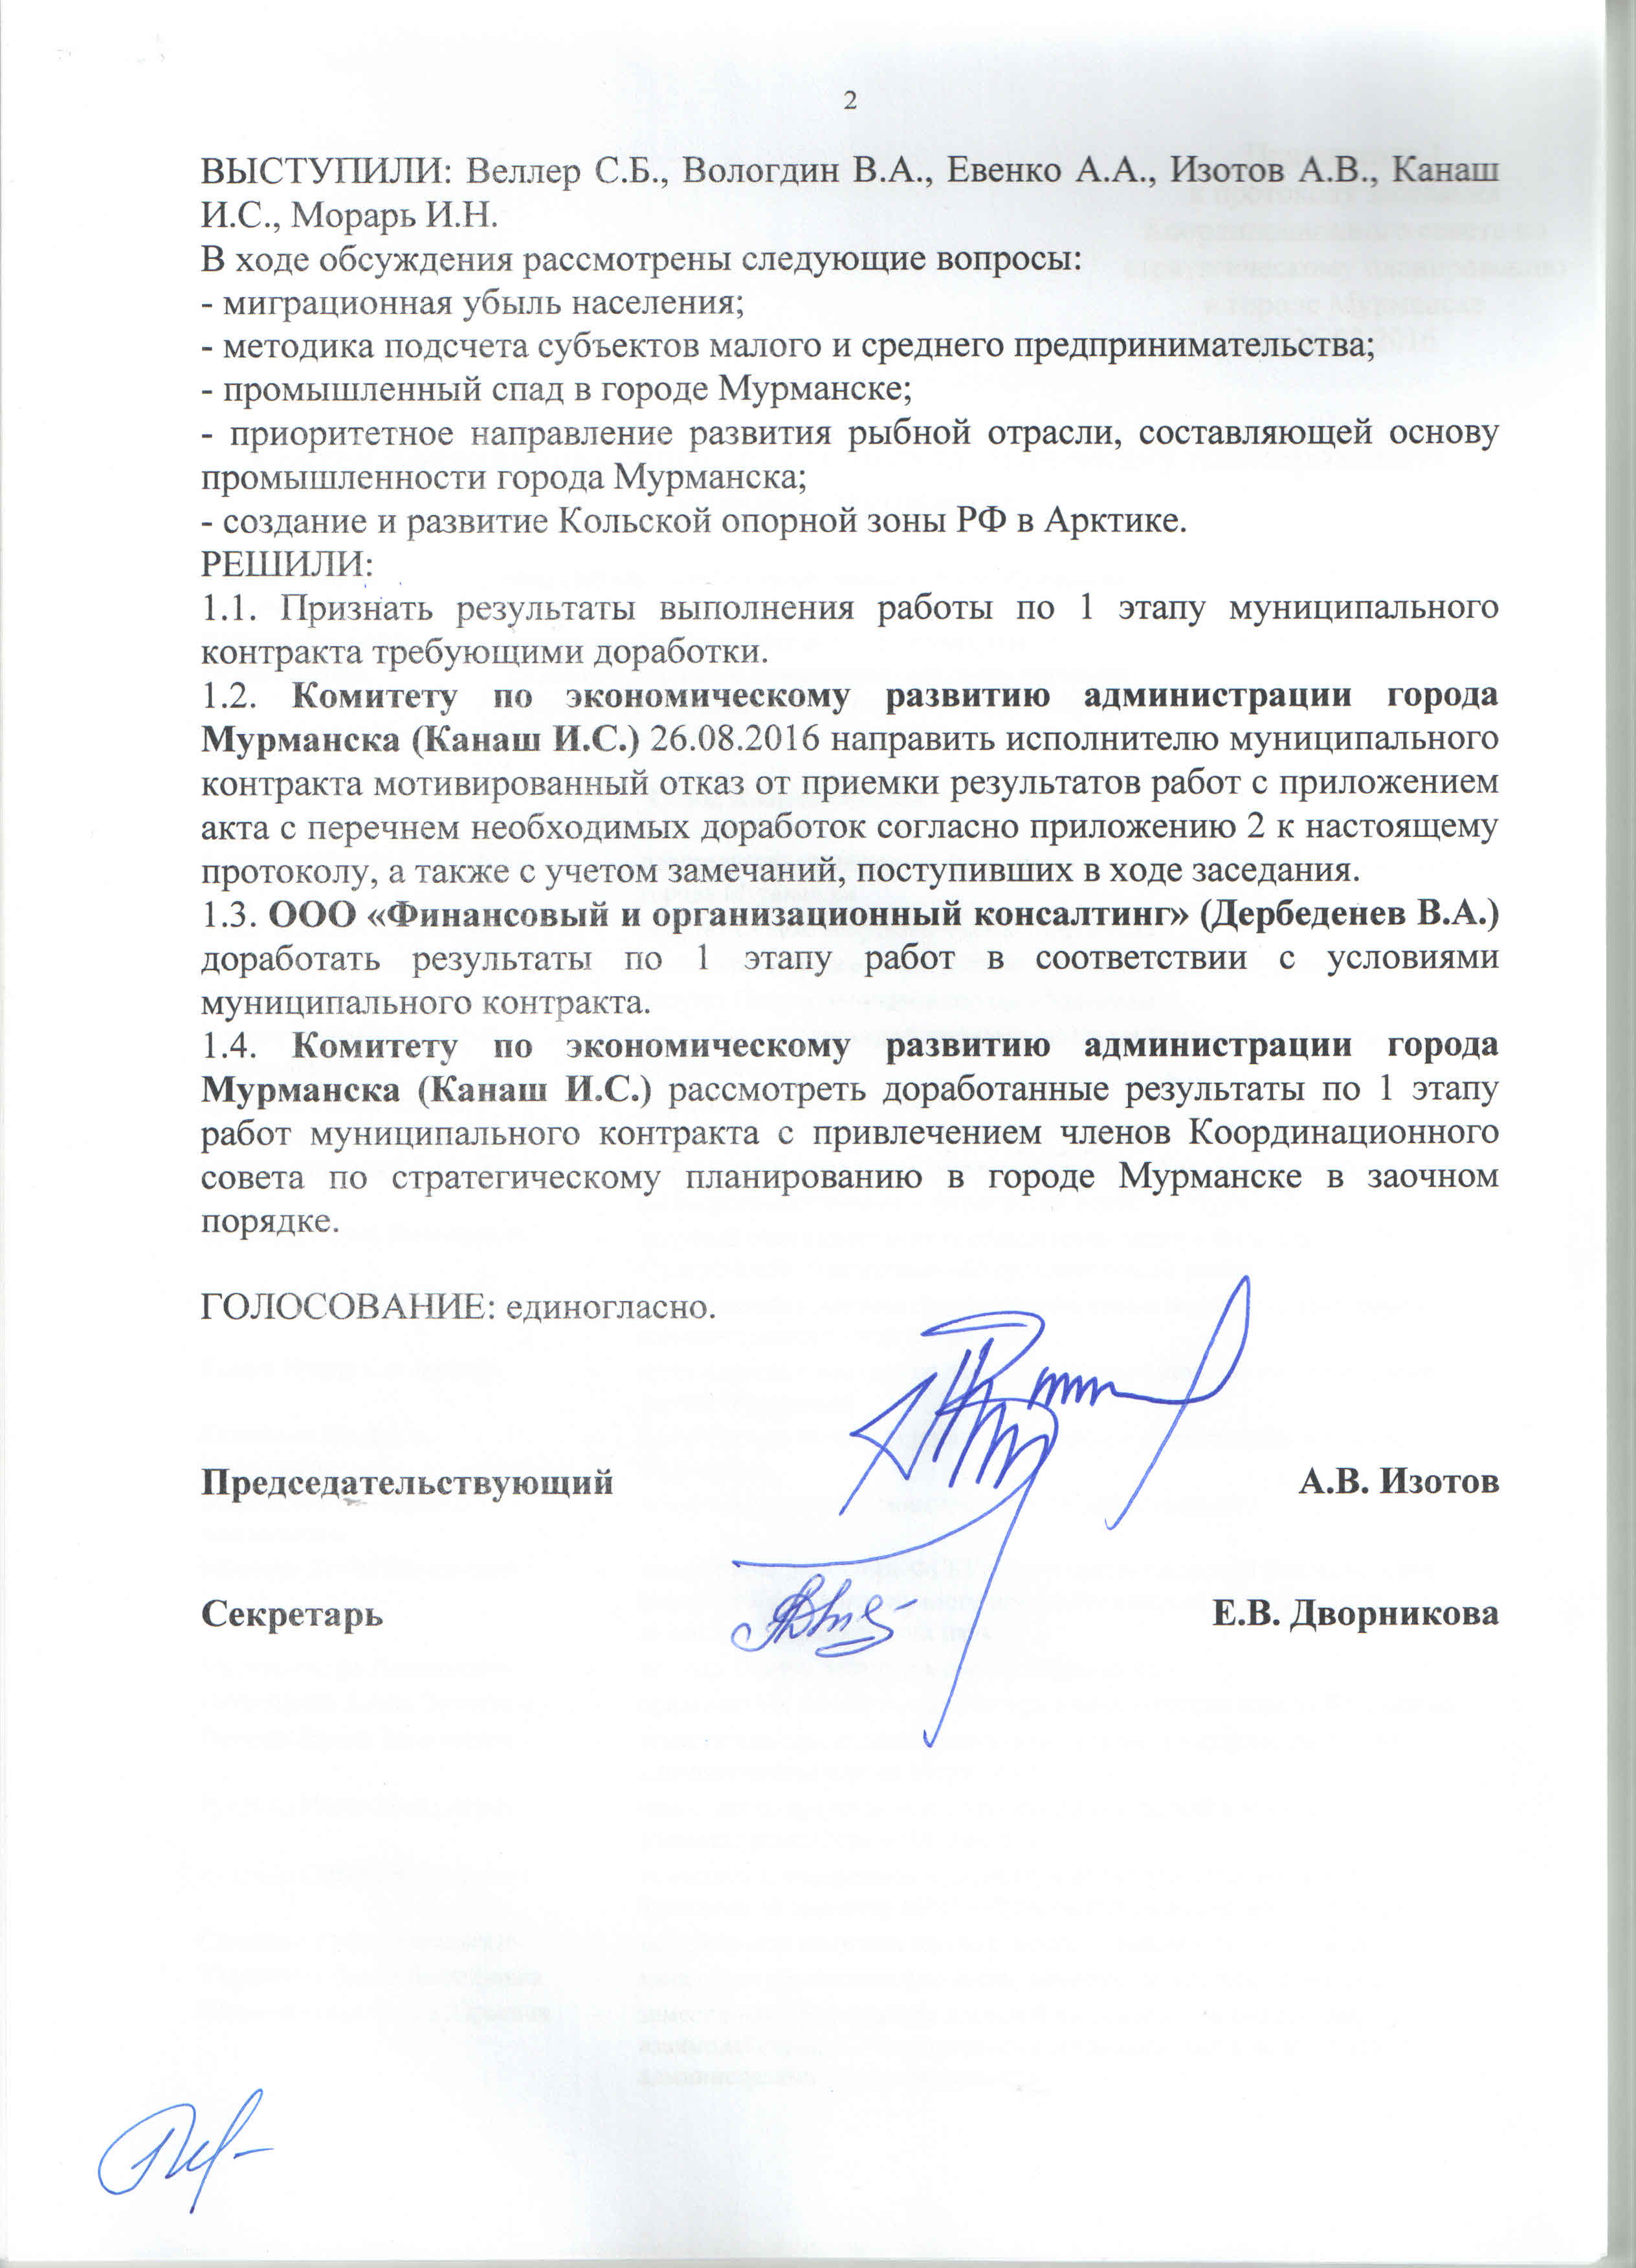 2
ВЫСТУПИЛИ: Веллер С.Б., Вологдин В.А., Евенко А.А., Изотов А.В., Канаш
И.С., Морарь И.Н.
В ходе обсуждения рассмотрены следующие вопросы:
- миграционная убыль населения;
- методика подсчета субъектов малого и среднего предпринимательства;
- промышленный спад в городе Мурманске;
- приоритетное направление развития рыбной отрасли, составляющей основу
промышленности города Мурманска;
- создание и развитие Кольской опорной зоны РФ в Арктике.
РЕШИЛИ:
1.1. Признать результаты выполнения работы по 1 этапу муниципального
контракта требующими доработки.
1.2. Комитету по экономическому развитию администрации города
Мурманска (Канаш И.С.) 26.08.2016 направить исполнителю муниципального
контракта мотивированный отказ от приемки результатов работ с приложением
акта с перечнем необходимых доработок согласно приложению 2 к настоящему
протоколу, а также с учетом замечаний, поступивших в ходе заседания.
1.3. ООО «Финансовый и организационный консалтинг» (Дербеденев В.А.)
доработать результаты по 1 этапу работ в соответствии с условиями
муниципального контракта.
1.4. Комитету по экономическому развитию администрации города
Мурманска (Канаш И.С.) рассмотреть доработанные результаты по 1 этапу
работ муниципального контракта с привлечением членов Координационного
совета по стратегическому планированию в городе Мурманске в заочном
порядке.
ГОЛОСОВАНИЕ: единогласно.
Председательствующий А.В. Изотов
Секретарь Е.В. Дворникова